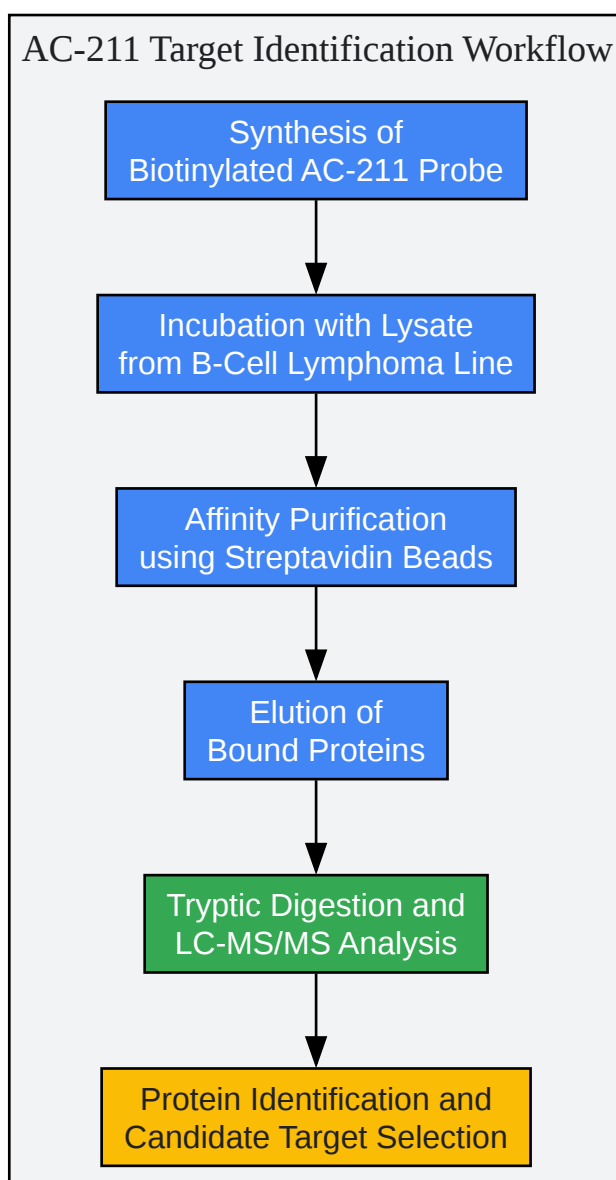 AC-211 Target Identification Workflow
Synthesis of
Biotinylated AC-211 Probe
Incubation with Lysate
from B-Cell Lymphoma Line
Affinity Purification
using Streptavidin Beads
Elution of
Bound Proteins
Tryptic Digestion and
LC-MS/MS Analysis
Protein Identification and
Candidate Target Selection